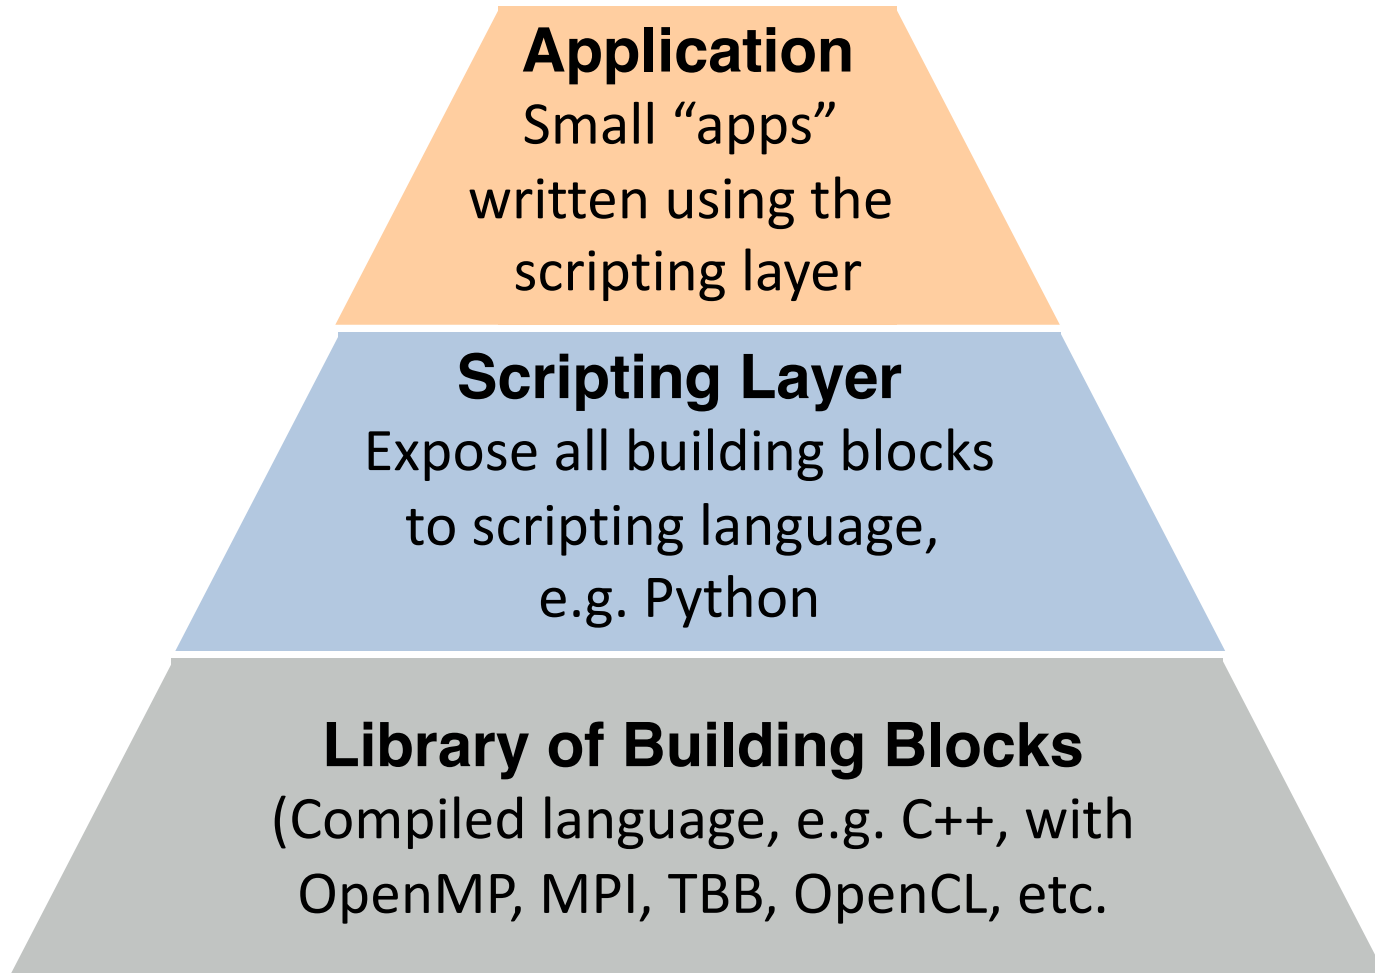 Application
Small “apps”
written using the
scripting layer
Scripting Layer
Expose all building blocks
to scripting language,
e.g. Python
Library of Building Blocks
(Compiled language, e.g. C++, with
OpenMP, MPI, TBB, OpenCL, etc.